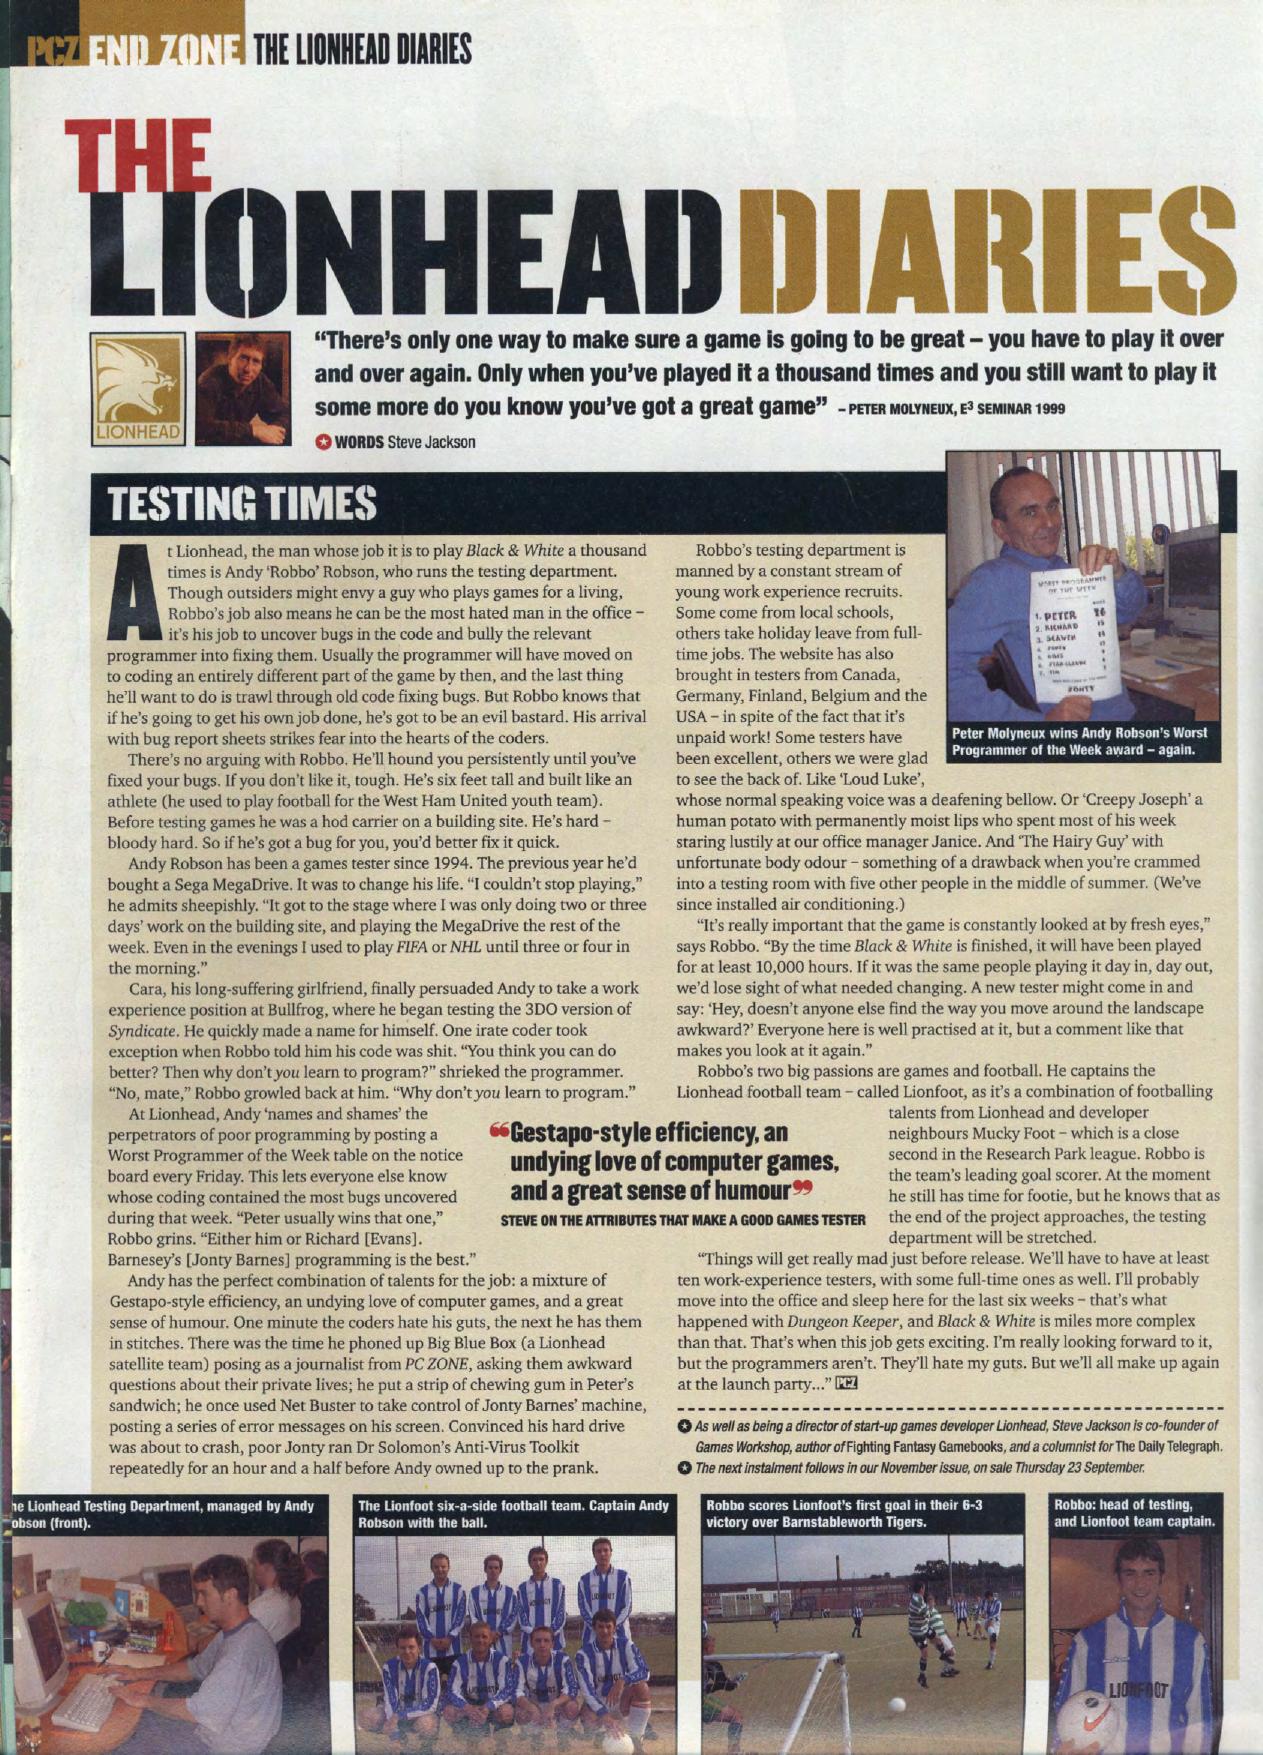 PCZ END ZONE THE LIONHEAD DIARIES
THE
LIONHEAD DIARIES
LIONHEAD
“There's only one way to make sure a game is going to be great – you have to play it over
and over again. Only when you've played it a thousand times and you still want to play it
some more do you know you've got a great game” – PETER MOLYNEUX, E3 SEMINAR 1999
WORDS Steve Jackson
TESTING TIMES
At Lionhead, the man whose job it is to play Black & White a thousand
times is Andy ‘Robbo’ Robson, who runs the testing department.
Though outsiders might envy a guy who plays games for a living,
Robbo's job also means he can be the most hated man in the office –
it's his job to uncover bugs in the code and bully the relevant
programmer into fixing them. Usually the programmer will have moved on
to coding an entirely different part of the game by then, and the last thing
he'll want to do is trawl through old code fixing bugs. But Robbo knows that
if he's going to get his own job done, he's got to be an evil bastard. His arrival
with bug report sheets strikes fear into the hearts of the coders.
There's no arguing with Robbo. He'll hound you persistently until you've
fixed your bugs. If you don't like it, tough. He's six feet tall and built like an
athlete (he used to play football for the West Ham United youth team).
Before testing games he was a hod carrier on a building site. He's hard –
bloody hard. So if he's got a bug for you, you'd better fix it quick.
Andy Robson has been a games tester since 1994. The previous year he'd
bought a Sega MegaDrive. It was to change his life. “I couldn't stop playing,”
he admits sheepishly. “It got to the stage where I was only doing two or three
days' work on the building site, and playing the MegaDrive the rest of the
week. Even in the evenings I used to play FIFA or NHL until three or four in
the morning.”
Cara, his long-suffering girlfriend, finally persuaded Andy to take a work
experience position at Bullfrog, where he began testing the 3DO version of
Syndicate. He quickly made a name for himself. One irate coder took
exception when Robbo told him his code was shit. “You think you can do
better? Then why don't you learn to program?” shrieked the programmer.
“No, mate,” Robbo growled back at him. “Why don't you learn to program.”
At Lionhead, Andy ‘names and shames’ the
perpetrators of poor programming by posting a
Worst Programmer of the Week table on the notice
board every Friday. This lets everyone else know
whose coding contained the most bugs uncovered
during that week. “Peter usually wins that one,”
Robbo grins. “Either him or Richard [Evans].
Barnesey's [Jonty Barnes] programming is the best.”
Andy has the perfect combination of talents for the job: a mixture of
Gestapo-style efficiency, an undying love of computer games, and a great
sense of humour. One minute the coders hate his guts, the next he has them
in stitches. There was the time he phoned up Big Blue Box (a Lionhead
satellite team) posing as a journalist from PC ZONE, asking them awkward
questions about their private lives; he put a strip of chewing gum in Peter's
sandwich; he once used Net Buster to take control of Jonty Barnes' machine,
posting a series of error messages on his screen. Convinced his hard drive
was about to crash, poor Jonty ran Dr Solomon's Anti-Virus Toolkit
repeatedly for an hour and a half before Andy owned up to the prank.
“Gestapo-style efficiency, an
undying love of computer games,
and a great sense of humour”
STEVE ON THE ATTRIBUTES THAT MAKE A GOOD GAMES TESTER
Robbo's testing department is
manned by a constant stream of
young work experience recruits.
Some come from local schools,
others take holiday leave from full-
time jobs. The website has also
brought in testers from Canada,
Germany, Finland, Belgium and the
USA – in spite of the fact that it's
unpaid work! Some testers have
been excellent, others we were glad
to see the back of. Like ‘Loud Luke’,
whose normal speaking voice was a deafening bellow. Or ‘Creepy Joseph’ a
human potato with permanently moist lips who spent most of his week
staring lustily at our office manager Janice. And ‘The Hairy Guy’ with
unfortunate body odour – something of a drawback when you're crammed
into a testing room with five other people in the middle of summer. (We've
since installed air conditioning.)
“It's really important that the game is constantly looked at by fresh eyes,”
says Robbo. “By the time Black & White is finished, it will have been played
for at least 10,000 hours. If it was the same people playing it day in, day out,
we'd lose sight of what needed changing. A new tester might come in and
say: ‘Hey, doesn't anyone else find the way you move around the landscape
awkward?’ Everyone here is well practised at it, but a comment like that
makes you look at it again.”
Robbo's two big passions are games and football. He captains the
Lionhead football team – called Lionfoot, as it's a combination of footballing
talents from Lionhead and developer
neighbours Mucky Foot – which is a close
second in the Research Park league. Robbo is
the team's leading goal scorer. At the moment
he still has time for footie, but he knows that as
the end of the project approaches, the testing
department will be stretched.
“Things will get really mad just before release. We'll have to have at least
ten work-experience testers, with some full-time ones as well. I'll probably
move into the office and sleep here for the last six weeks – that's what
happened with Dungeon Keeper, and Black & White is miles more complex
than that. That's when this job gets exciting. I'm really looking forward to it,
but the programmers aren't. They'll hate my guts. But we'll all make up again
at the launch party...” PCZ
As well as being a director of start-up games developer Lionhead, Steve Jackson is co-founder of
Games Workshop, author of Fighting Fantasy Gamebooks, and a columnist for The Daily Telegraph.
The next instalment follows in our November issue, on sale Thursday 23 September.
WORST PROGRAMMER
OF THE WEEK
1. PETER 26
2. RICHARD
3. SLAWEK
7. TIM
JONTY
Peter Molyneux wins Andy Robson's Worst
Programmer of the Week award – again.
he Lionhead Testing Department, managed by Andy
obson (front).
The Lionfoot six-a-side football team. Captain Andy
Robson with the ball.
Robbo scores Lionfoot's first goal in their 6-3
victory over Barnstableworth Tigers.
Robbo: head of testing,
and Lionfoot team captain.
LIONFOOT